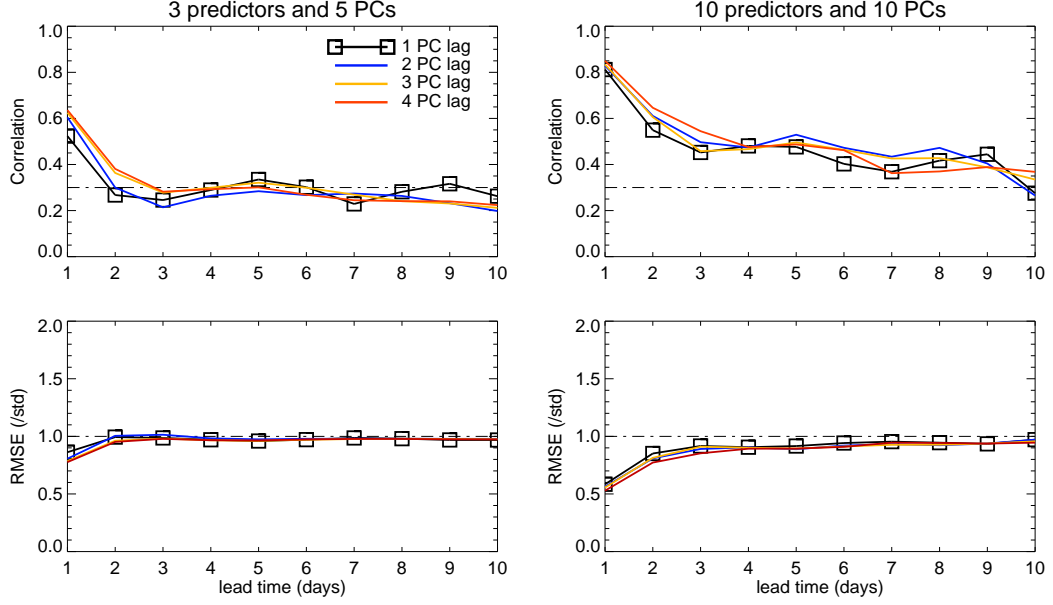 3 predictors and 5 PCs
1.0
0.8
0.6
0.4
0.2
0.0
Correlation
1 PC lag
2 PC lag
3 PC lag
4 PC lag
1 2 3 4 5 6 7 8 9 10
10 predictors and 10 PCs
1.0
0.8
0.6
0.4
0.2
0.0
Correlation
1 2 3 4 5 6 7 8 9 10
2.0
1.5
1.0
0.5
0.0
RMSE (/std)
1 2 3 4 5 6 7 8 9 10
lead time (days)
2.0
1.5
1.0
0.5
0.0
RMSE (/std)
1 2 3 4 5 6 7 8 9 10
lead time (days)